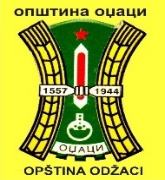 ОПШТИНА ОЏАЦИ
1557 1944
ОЏАЦИ
OPŠTINA ODŽACI